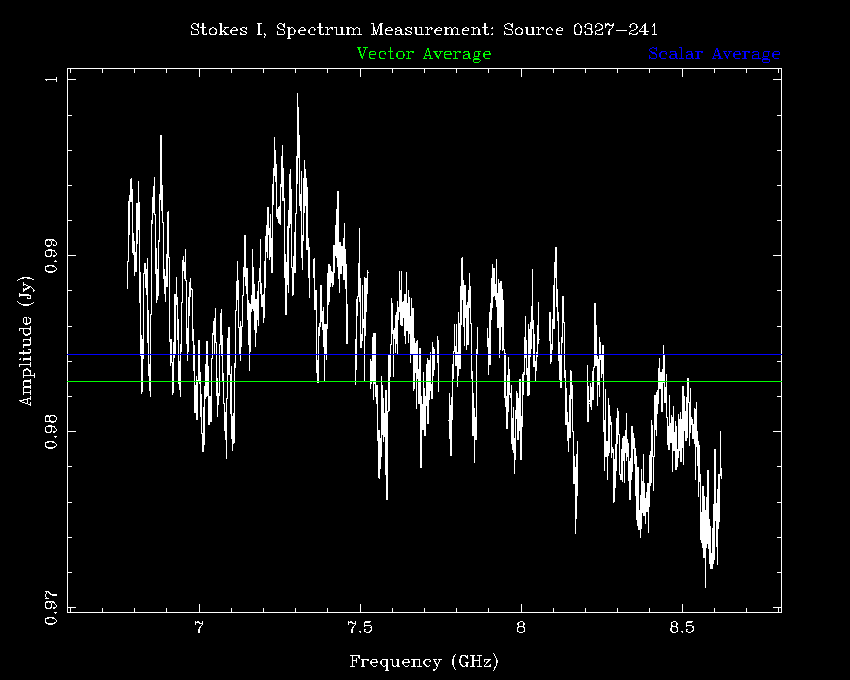 Stokes I, Spectrum Measurement: Source 0327−241
Vector Average Scalar Average
1
0.99
0.98
0.97
Amplitude (Jy)
7 7.5 8 8.5
Frequency (GHz)